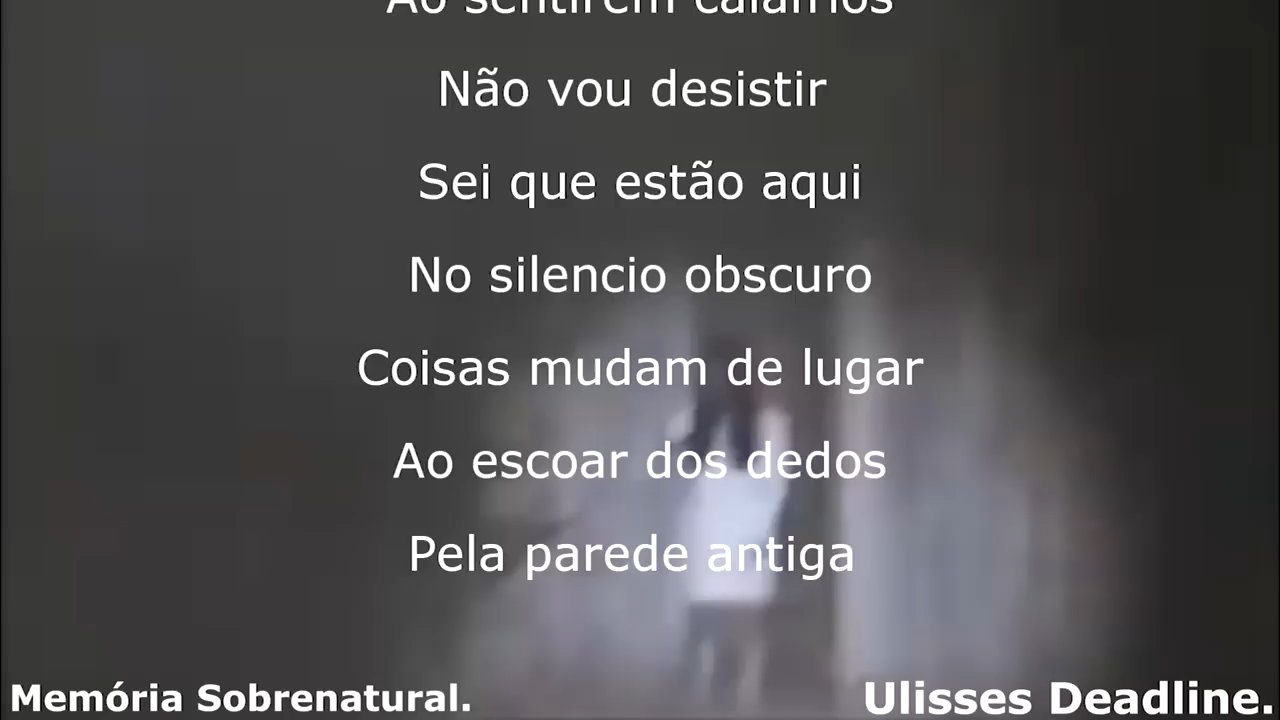 Ao sentirem calafrios
Não vou desistir
Sei que estão aqui
No silencio obscuro
Coisas mudam de lugar
Ao escoar dos dedos
Pela parede antiga
Memória Sobrenatural.
Ulisses Deadline.